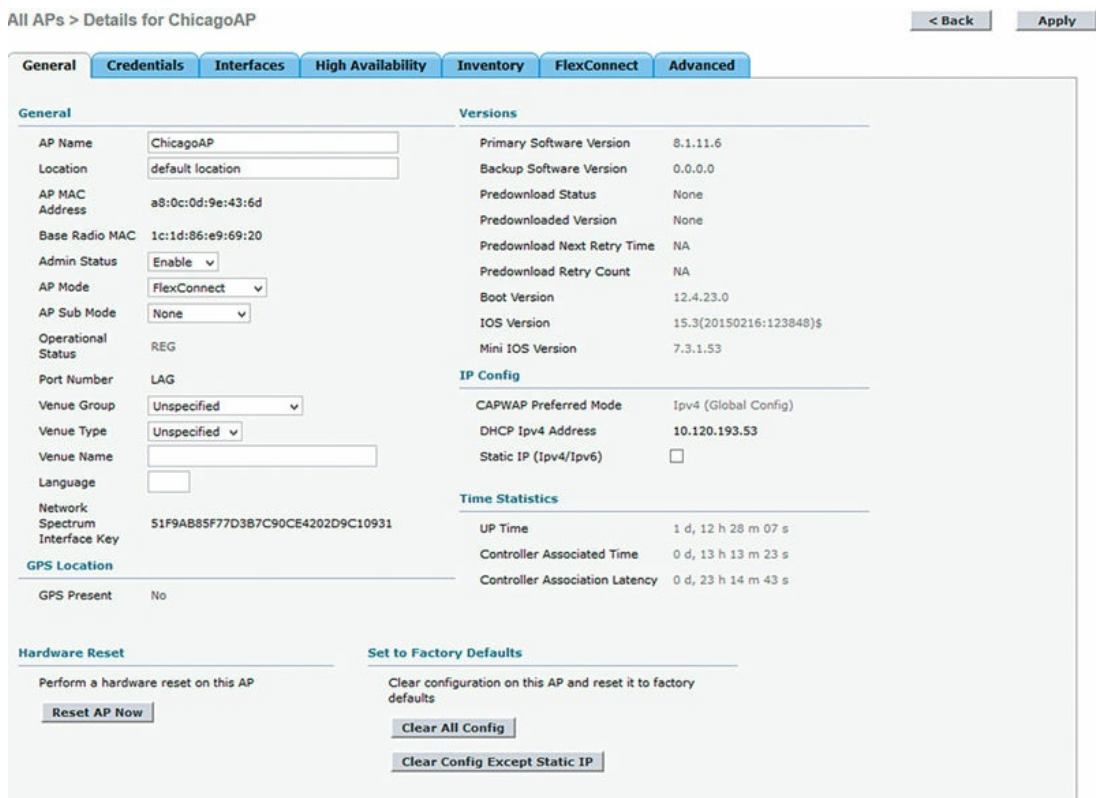 All APs > Details for ChicagoAP
< Back
Apply
General
Credentials
Interfaces
High Availability
Inventory
FlexConnect
Advanced
General
AP Name ChicagoAP
Location default location
AP MAC
Address a8:0c:0d:9e:43:6d
Base Radio MAC 1c:1d:86:e9:69:20
Admin Status Enable
AP Mode FlexConnect
AP Sub Mode None
Operational
Status REG
Port Number LAG
Venue Group Unspecified
Venue Type Unspecified
Venue Name
Language
Network
Spectrum
Interface Key 51F9AB85F77D3B7C90CE4202D9C10931
GPS Location
GPS Present No
Versions
Primary Software Version 8.1.11.6
Backup Software Version 0.0.0.0
Predownload Status None
Predownloaded Version None
Predownload Next Retry Time NA
Predownload Retry Count NA
Boot Version 12.4.23.0
IOS Version 15.3(20150216:123848)$
Mini IOS Version 7.3.1.53
IP Config
CAPWAP Preferred Mode Ipv4 (Global Config)
DHCP Ipv4 Address 10.120.193.53
Static IP (Ipv4/Ipv6)
Time Statistics
UP Time 1 d, 12 h 28 m 07 s
Controller Associated Time 0 d, 13 h 13 m 23 s
Controller Association Latency 0 d, 23 h 14 m 43 s
Hardware Reset
Perform a hardware reset on this AP
Reset AP Now
Set to Factory Defaults
Clear configuration on this AP and reset it to factory
defaults
Clear All Config
Clear Config Except Static IP